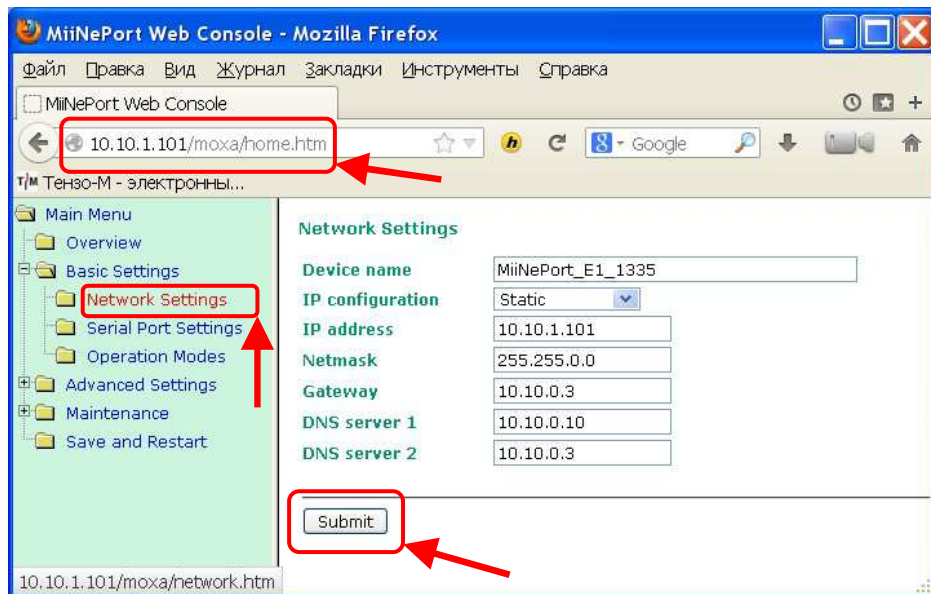 MiiNePort Web Console - Mozilla Firefox
Файл Правка Вид Журнал Закладки Инструменты Справка
MiiNePort Web Console
10.10.1.101/moxa/home.htm
Google
Т/М Тензо-М - электронны...
Main Menu
Overview
Basic Settings
Network Settings
Serial Port Settings
Operation Modes
Advanced Settings
Maintenance
Save and Restart
Network Settings
Device name MiiNePort_E1_1335
IP configuration Static
IP address 10.10.1.101
Netmask 255.255.0.0
Gateway 10.10.0.3
DNS server 1 10.10.0.10
DNS server 2 10.10.0.3
Submit
10.10.1.101/moxa/network.htm